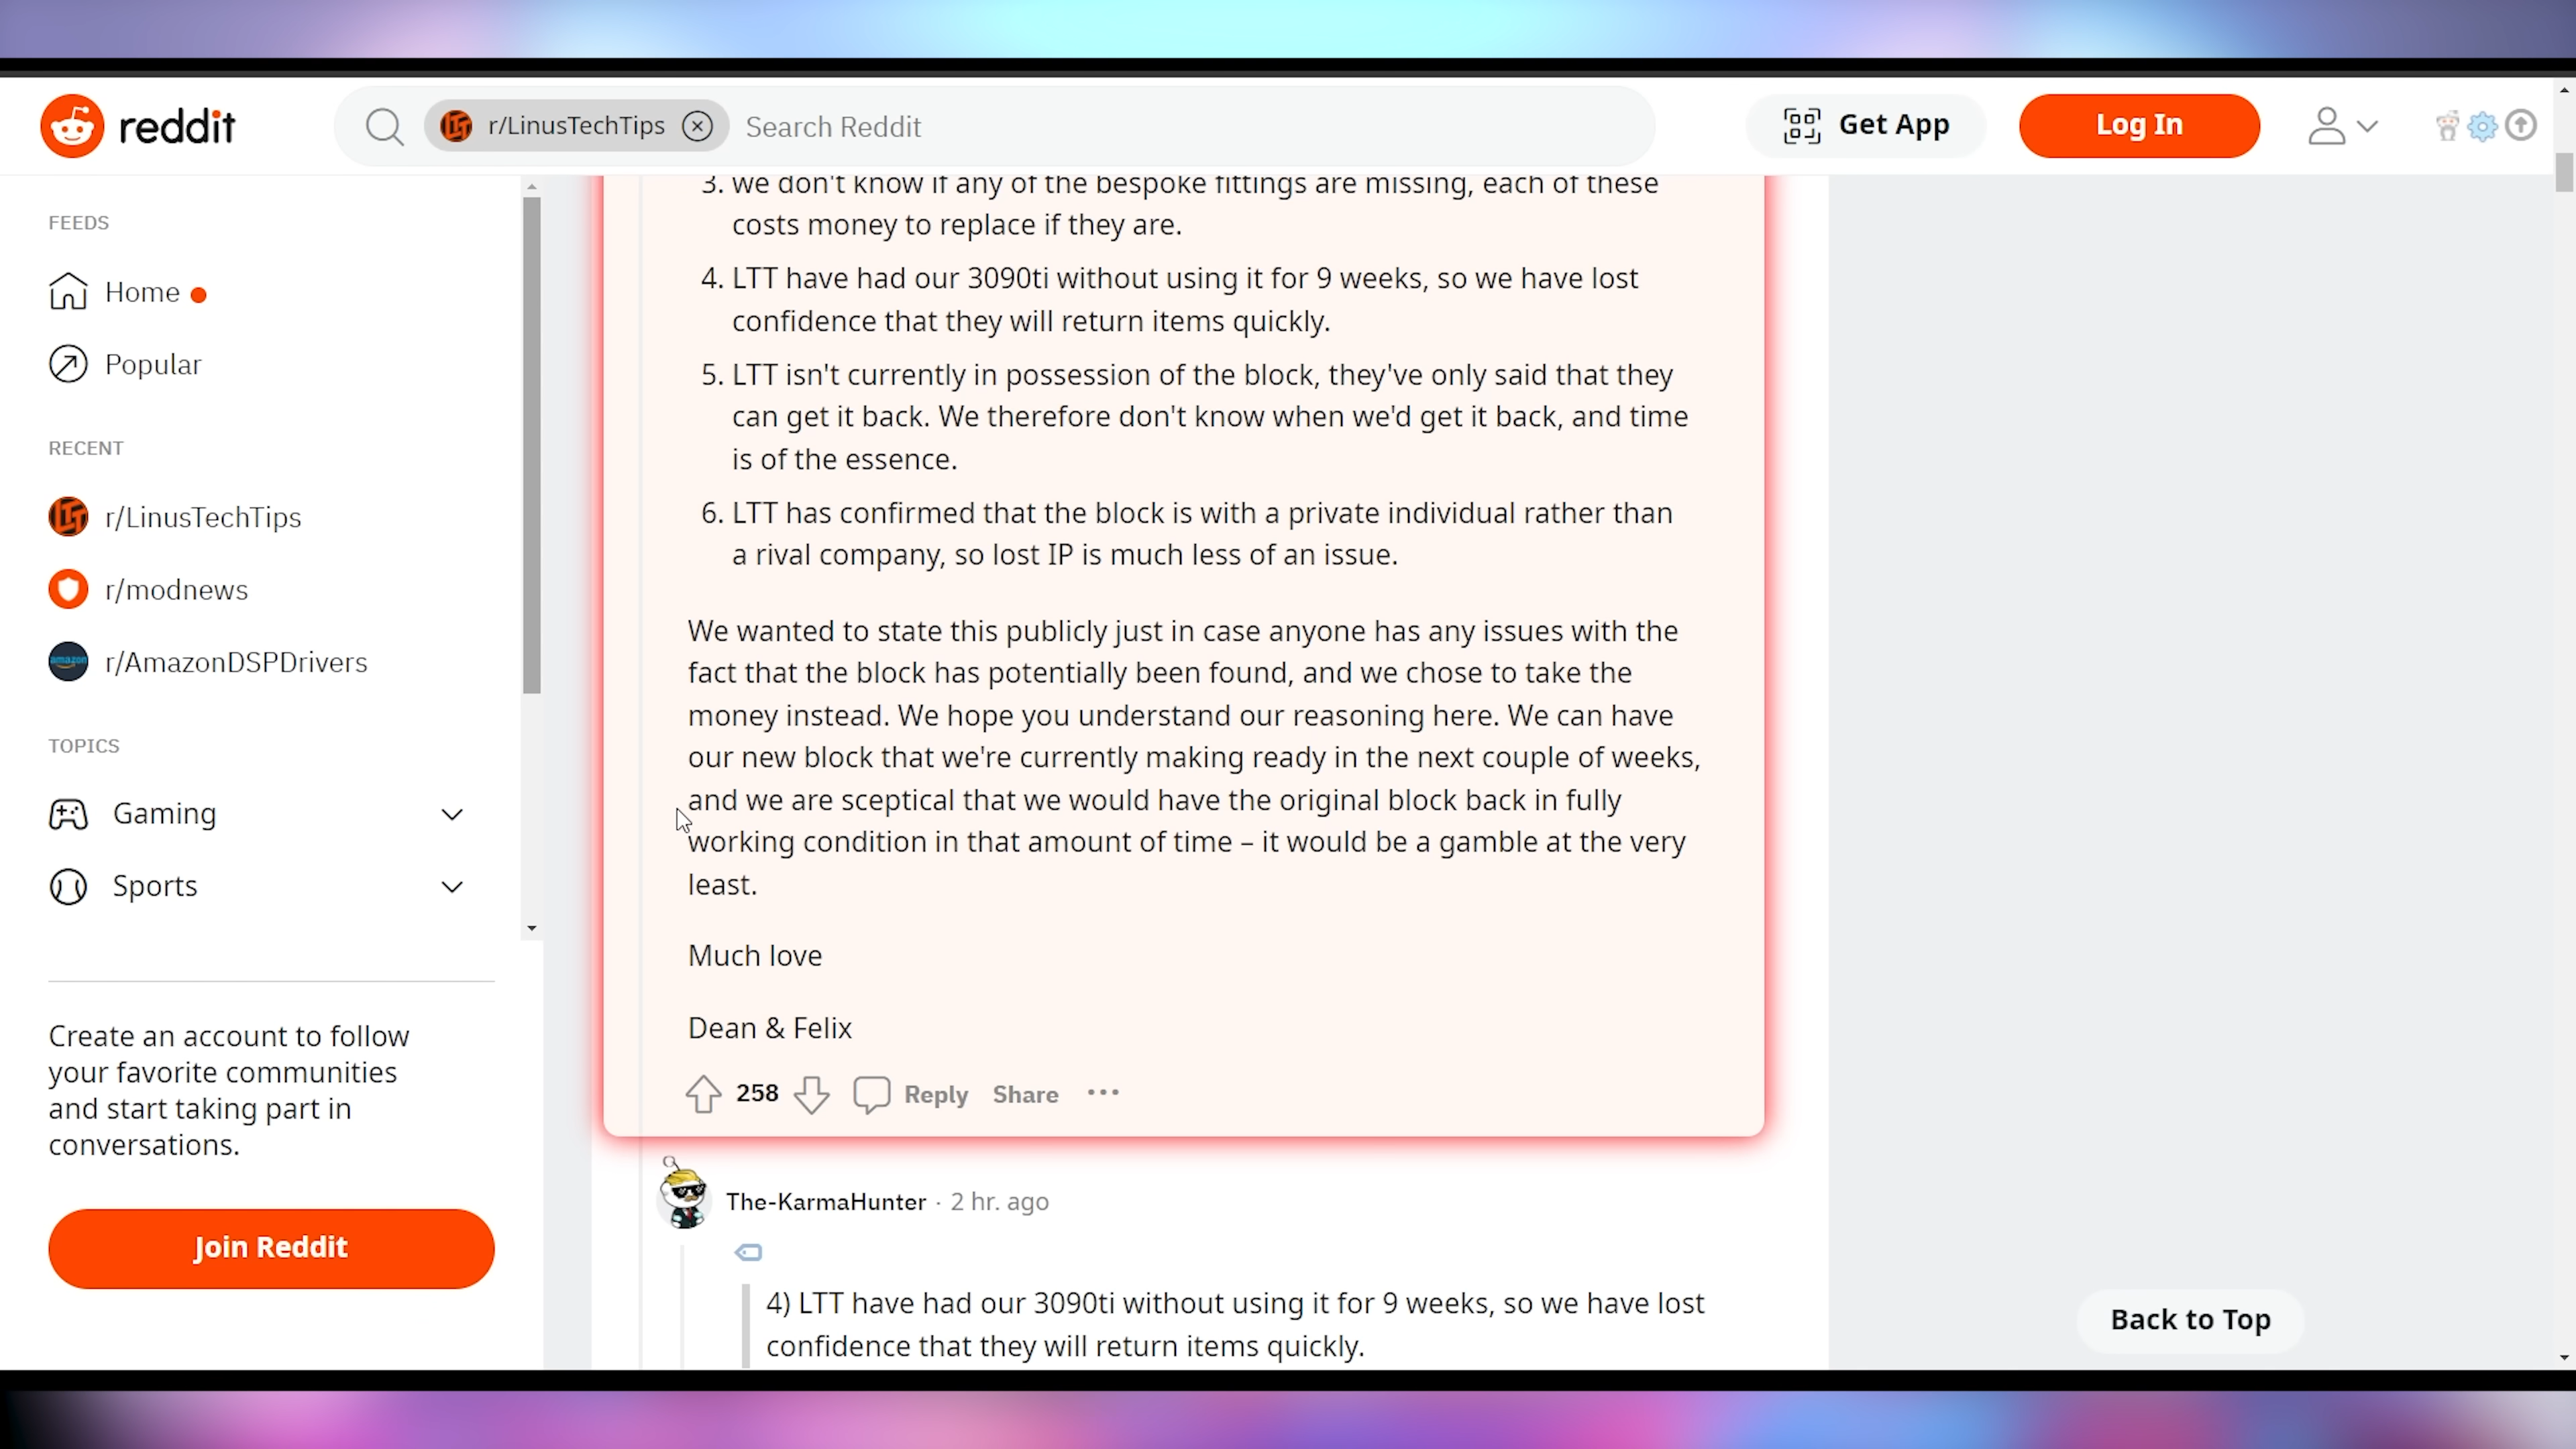 reddit
r/LinusTechTips
Search Reddit
Get App
Log In
FEEDS
Home
Popular
RECENT
r/LinusTechTips
r/modnews
amazon
r/AmazonDSPDrivers
TOPICS
Gaming
Sports
Create an account to follow
your favorite communities
and start taking part in
conversations.
Join Reddit
3. we don't know if any of the bespoke fittings are missing, each of these
costs money to replace if they are.
4. LTT have had our 3090ti without using it for 9 weeks, so we have lost
confidence that they will return items quickly.
5. LTT isn't currently in possession of the block, they've only said that they
can get it back. We therefore don't know when we'd get it back, and time
is of the essence.
6. LTT has confirmed that the block is with a private individual rather than
a rival company, so lost IP is much less of an issue.
We wanted to state this publicly just in case anyone has any issues with the
fact that the block has potentially been found, and we chose to take the
money instead. We hope you understand our reasoning here. We can have
our new block that we're currently making ready in the next couple of weeks,
and we are sceptical that we would have the original block back in fully
working condition in that amount of time – it would be a gamble at the very
least.
Much love
Dean & Felix
258 Reply Share
The-KarmaHunter · 2 hr. ago
4) LTT have had our 3090ti without using it for 9 weeks, so we have lost
confidence that they will return items quickly.
Back to Top